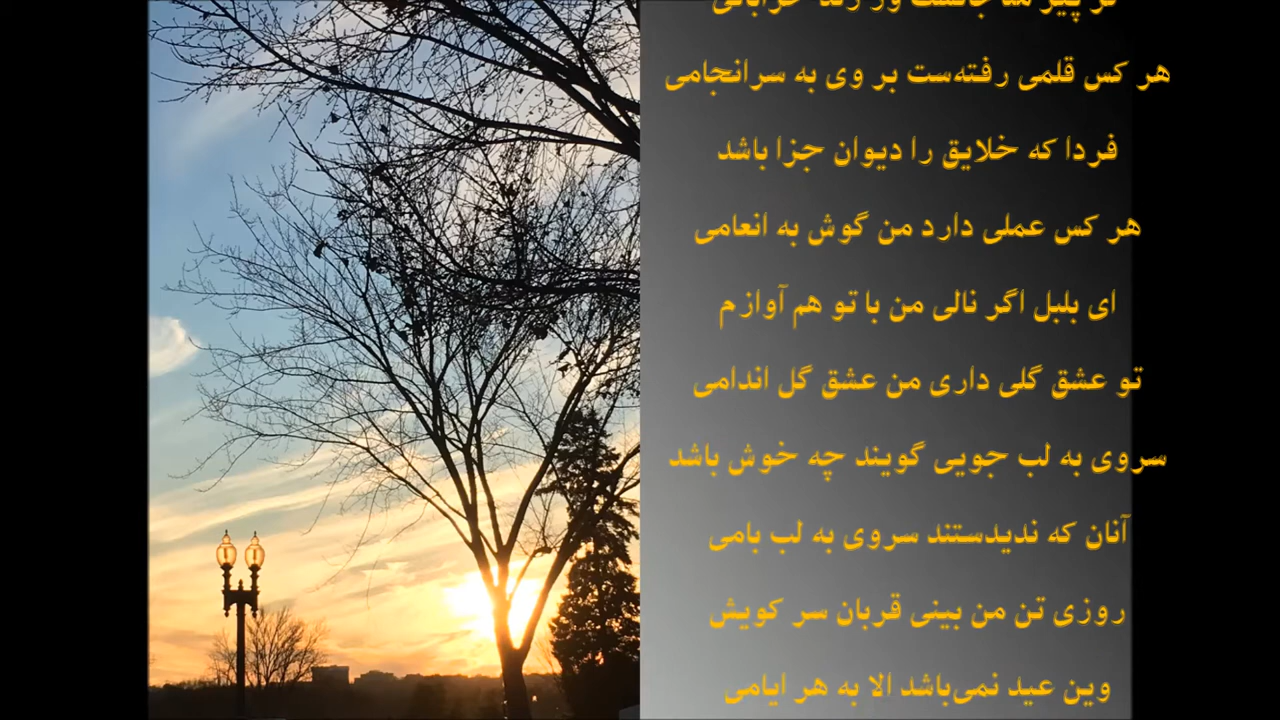 هر کس قلمی رفته‌ست بر وی به سرانجامی
فردا که خلایق را دیوان جزا باشد
هر کس عملی دارد من گوش به انعامی
ای بلبل اگر نالی من با تو هم آوازم
تو عشق گلی داری من عشق گل اندامی
سروی به لب جویی گویند چه خوش باشد
آنان که ندیدستند سروی به لب بامی
روزی تن من بینی قربان سر کویش
وین عید نمی‌باشد الا به هر ایامی